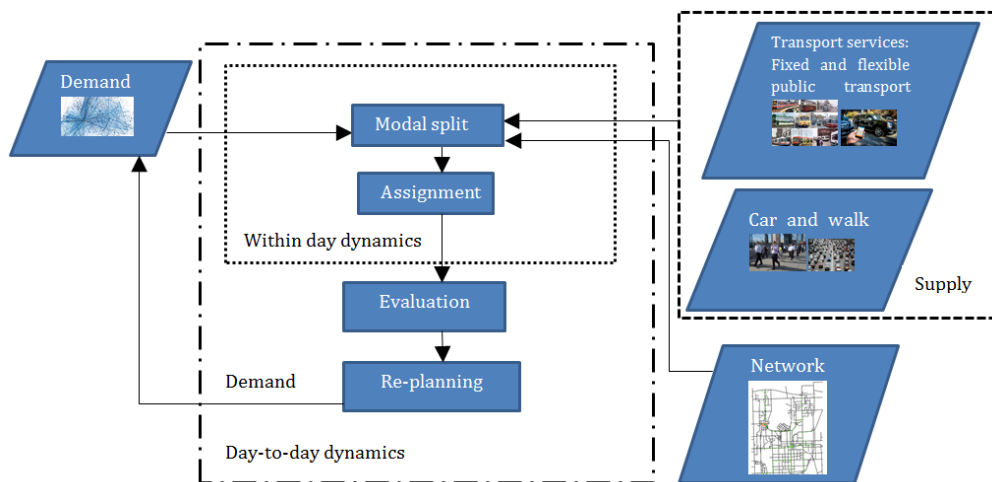 Demand
Transport services:
Fixed and flexible
public transport
Modal split
Assignment
Within day dynamics
Car and walk
Supply
Evaluation
Re-planning
Demand
Network
Day-to-day dynamics